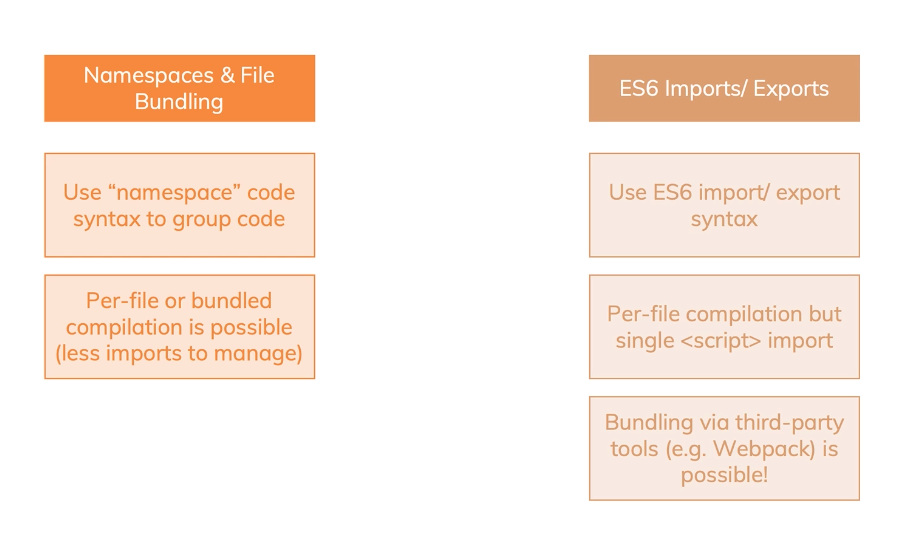 Namespaces & File
Bundling
Use “namespace” code
syntax to group code
Per-file or bundled
compilation is possible
(less imports to manage)
ES6 Imports/ Exports
Use ES6 import/ export
syntax
Per-file compilation but
single <script> import
Bundling via third-party
tools (e.g. Webpack) is
possible!